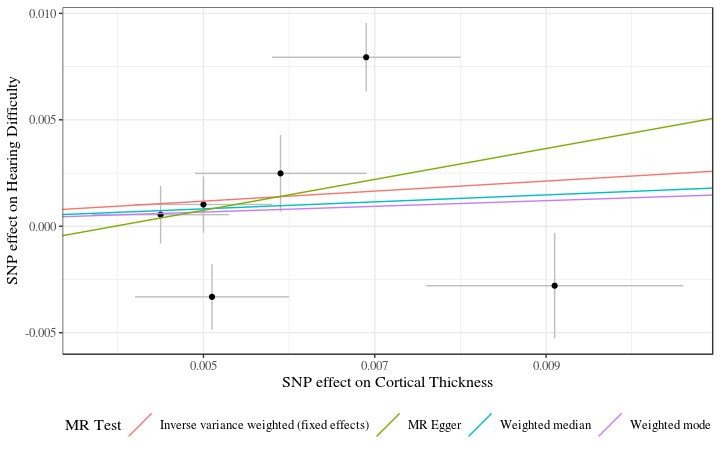 SNP effect on Hearing Difficulty
0.010
0.005
0.000
-0.005
0.005 0.007 0.009
SNP effect on Cortical Thickness
MR Test Inverse variance weighted (fixed effects) MR Egger Weighted median Weighted mode